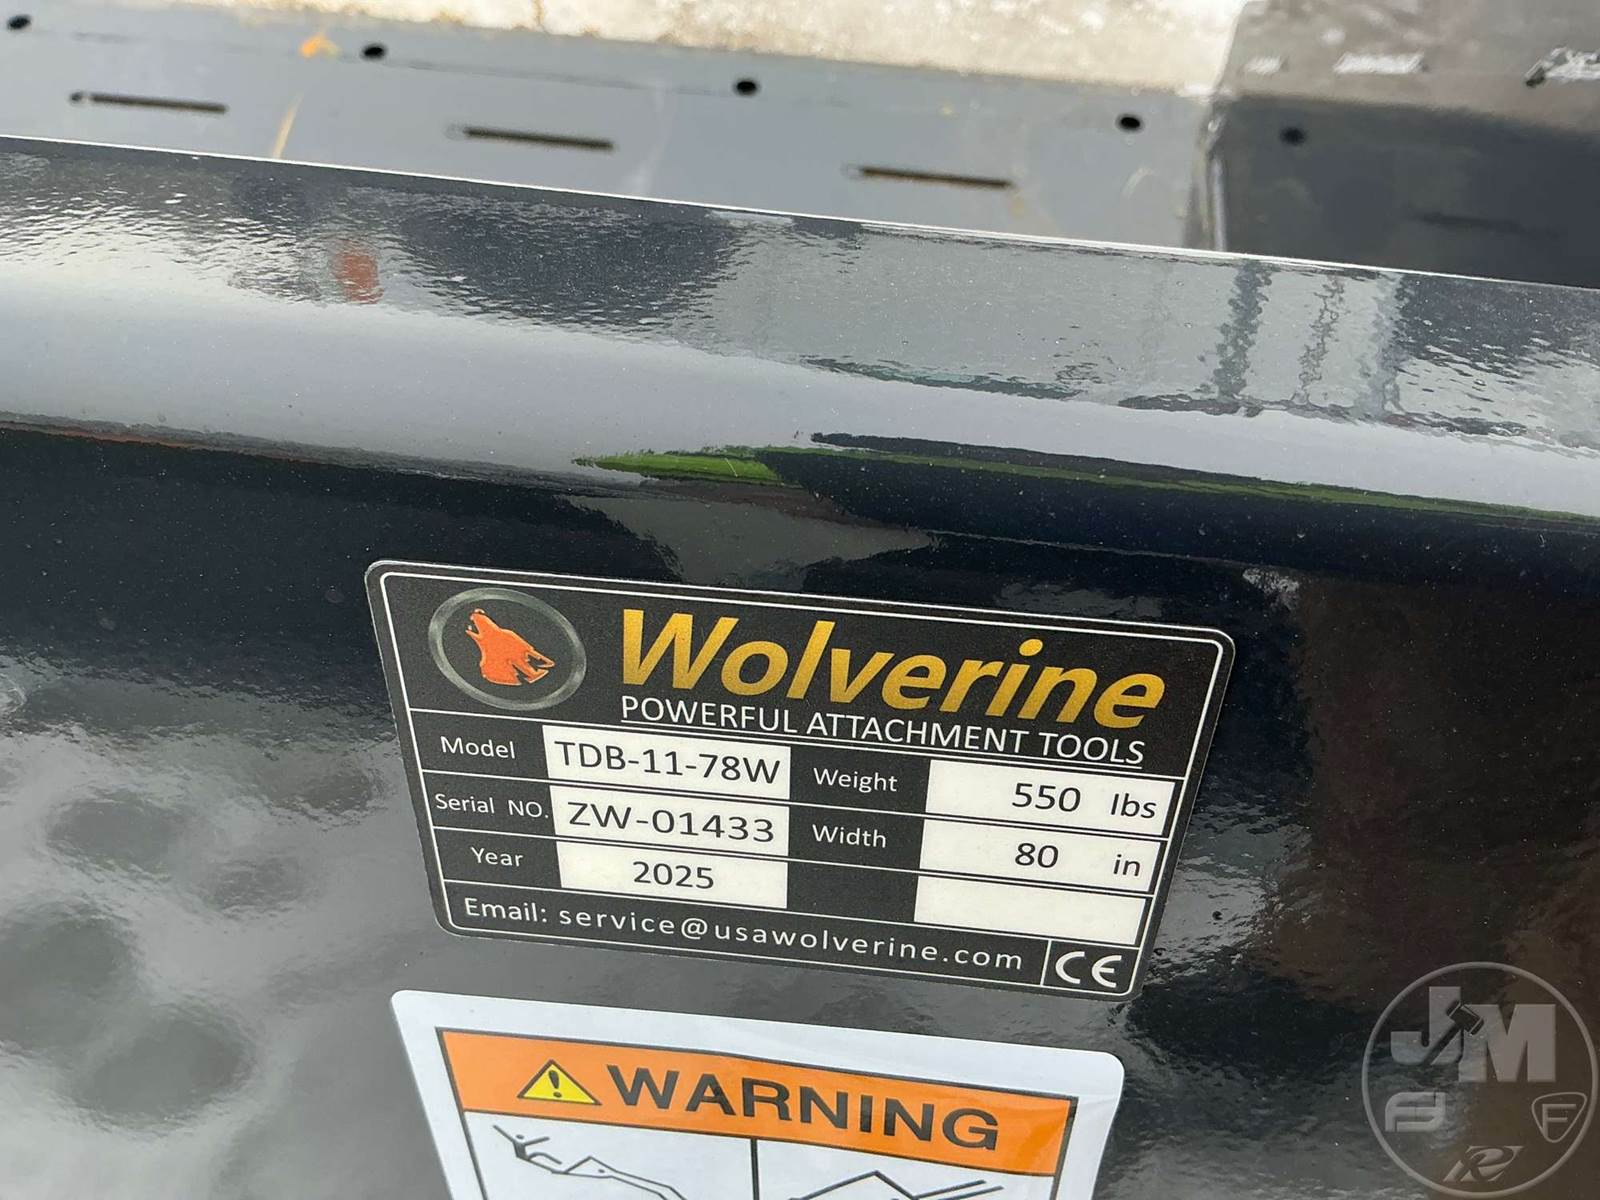 Wolverine
POWERFUL ATTACHMENT TOOLS
Model TDB-11-78W Weight 550 lbs
Serial NO. ZW-01433 Width 80 in
Year 2025
Email: service@usawolverine.com CE
WARNING
JM
F